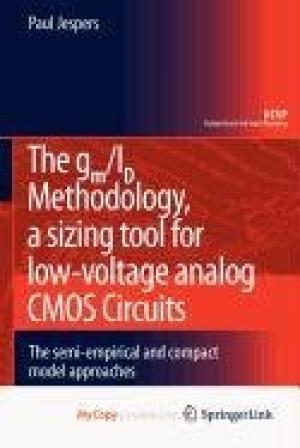 Paul Jespers
The gm/ID
Methodology,
a sizing tool for
low-voltage analog
CMOS Circuits
The semi-empirical and compact
model approaches
MyCopy
SpringerLink